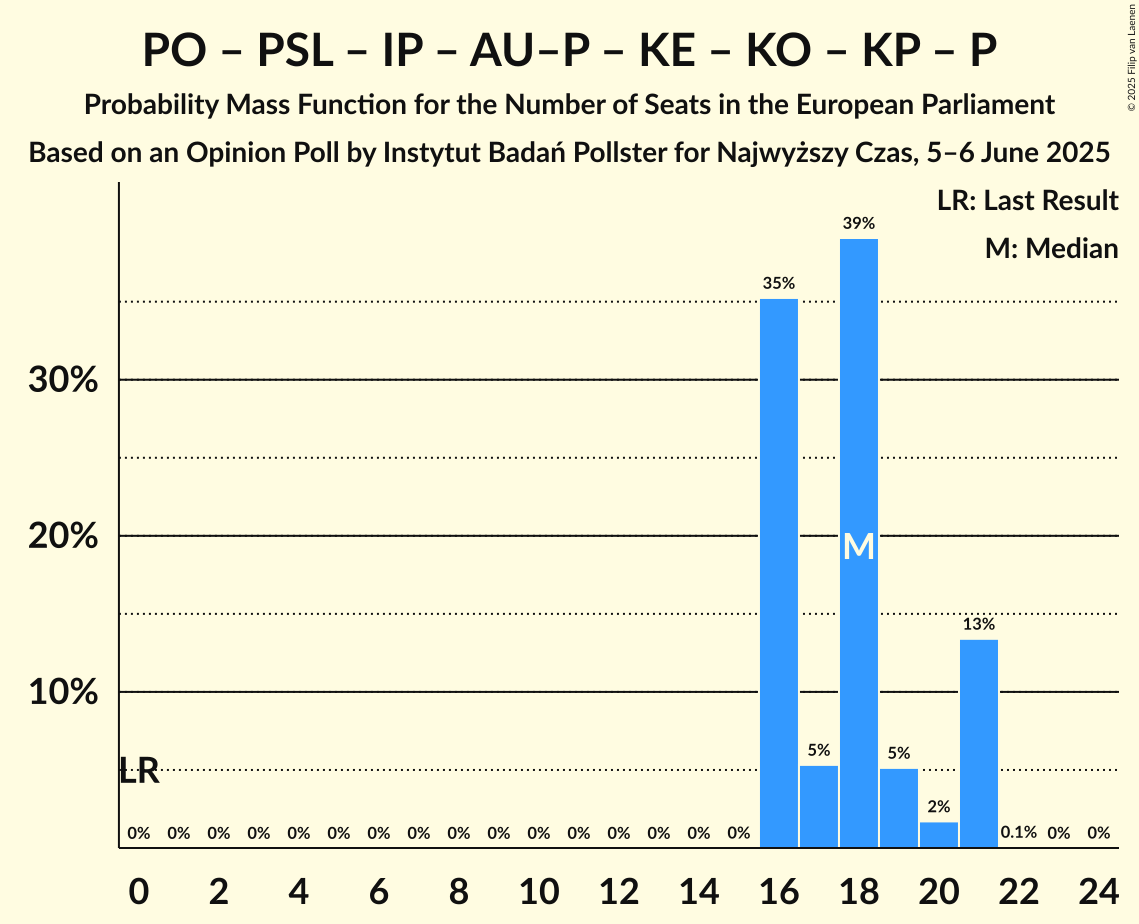 PO – PSL – IP – AU–P – KE – KO – KP – P
Probability Mass Function for the Number of Seats in the European Parliament
Based on an Opinion Poll by Instytut Badań Pollster for Najwyższy Czas, 5–6 June 2025
© 2025 Filip van Laenen
LR: Last Result
M: Median
39%
35%
30%
20%
M
13%
10%
5%
5%
LR
2%
0% 0% 0% 0% 0% 0% 0% 0% 0% 0% 0% 0% 0% 0% 0% 0% 0.1% 0% 0%
0 2 4 6 8 10 12 14 16 18 20 22 24